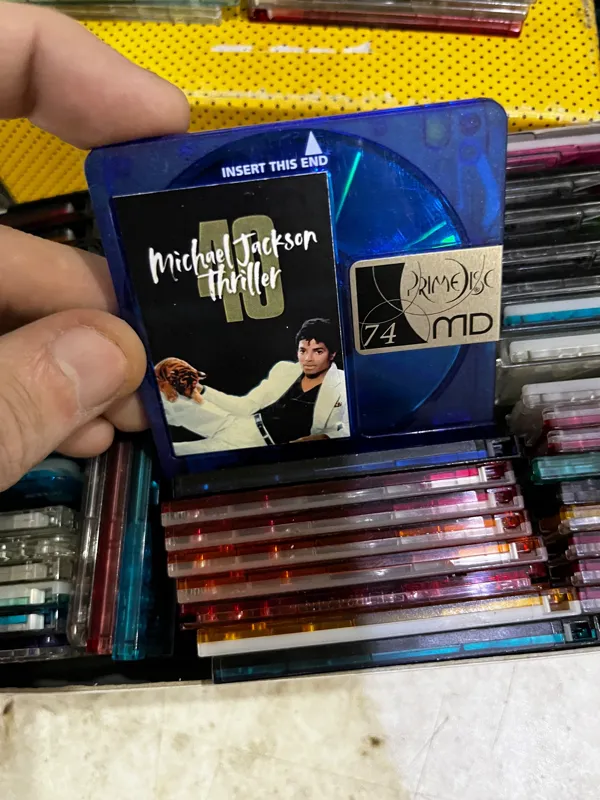 INSERT THIS END
40
Michael Jackson
Thriller
PRIMEDISC
74
MD